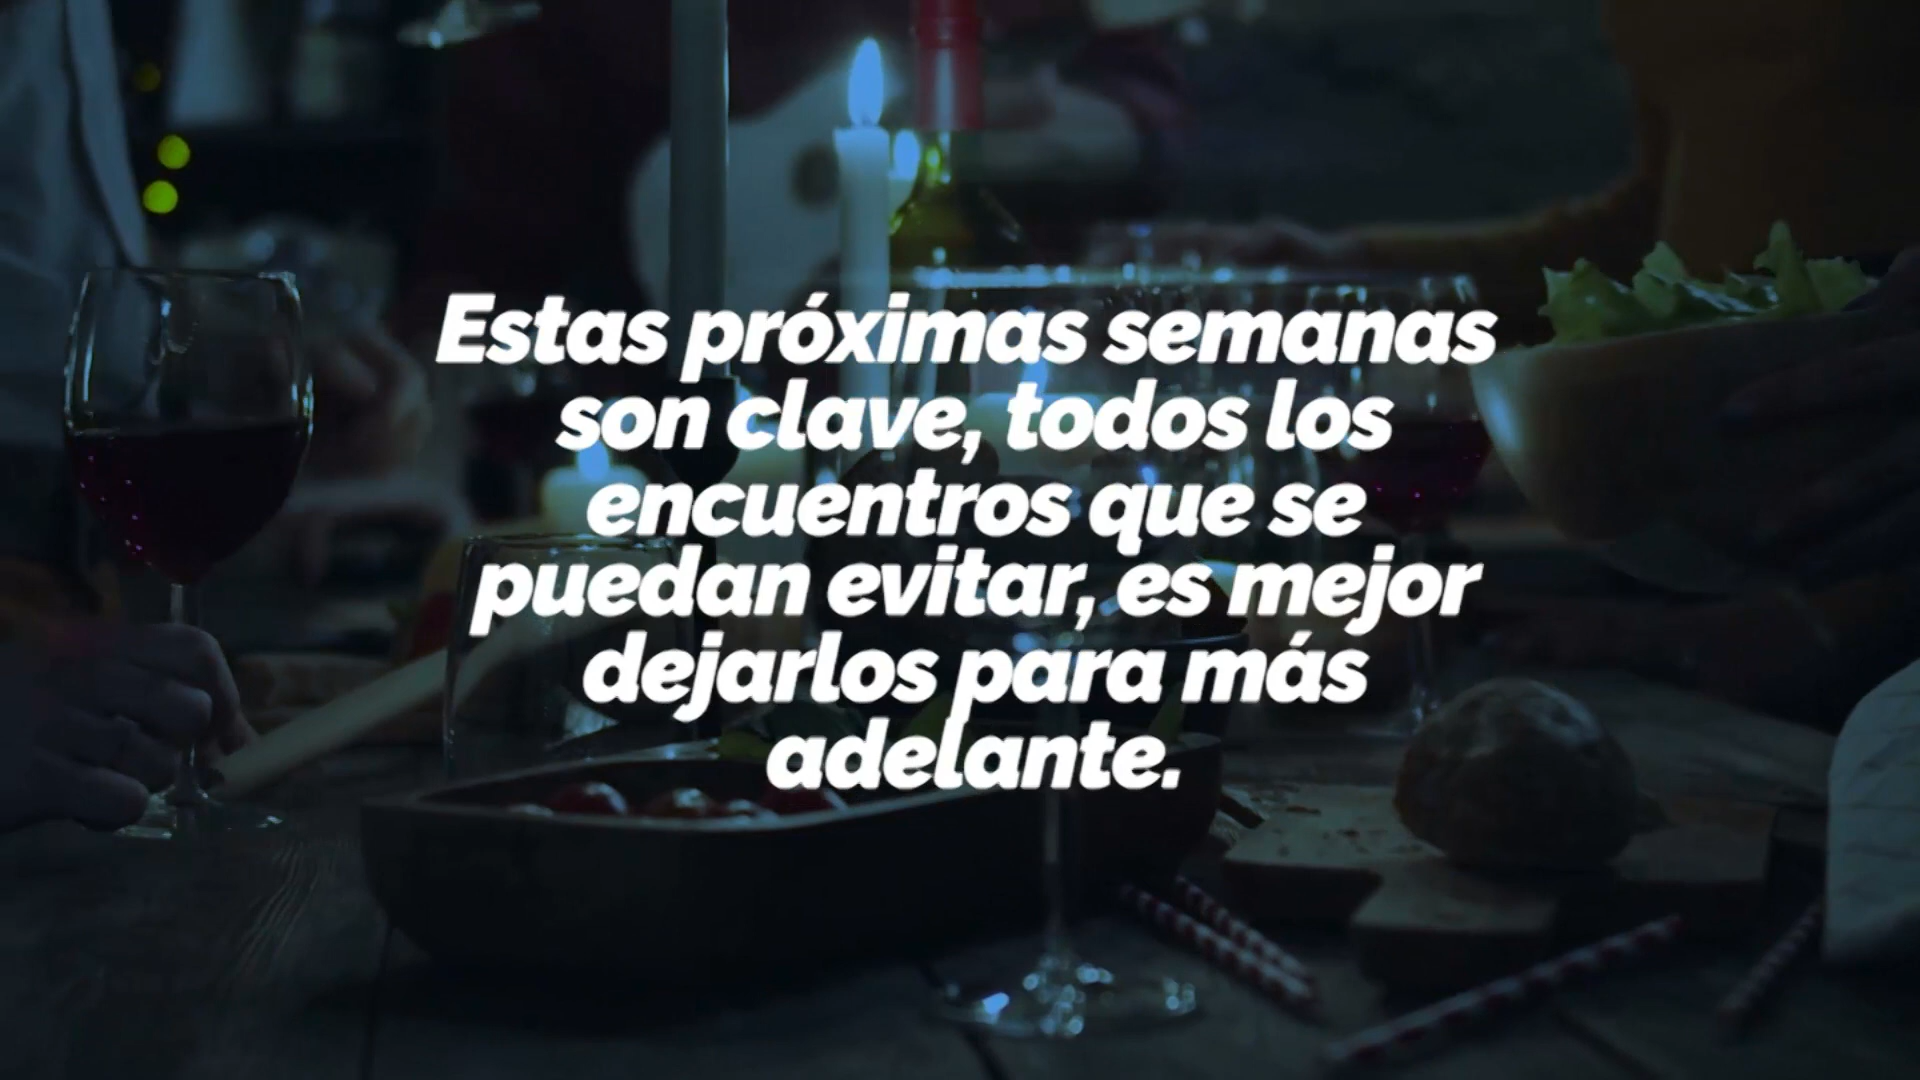 Estas próximas semanas
son clave, todos los
encuentros que se
puedan evitar, es mejor
dejarlos para más
adelante.